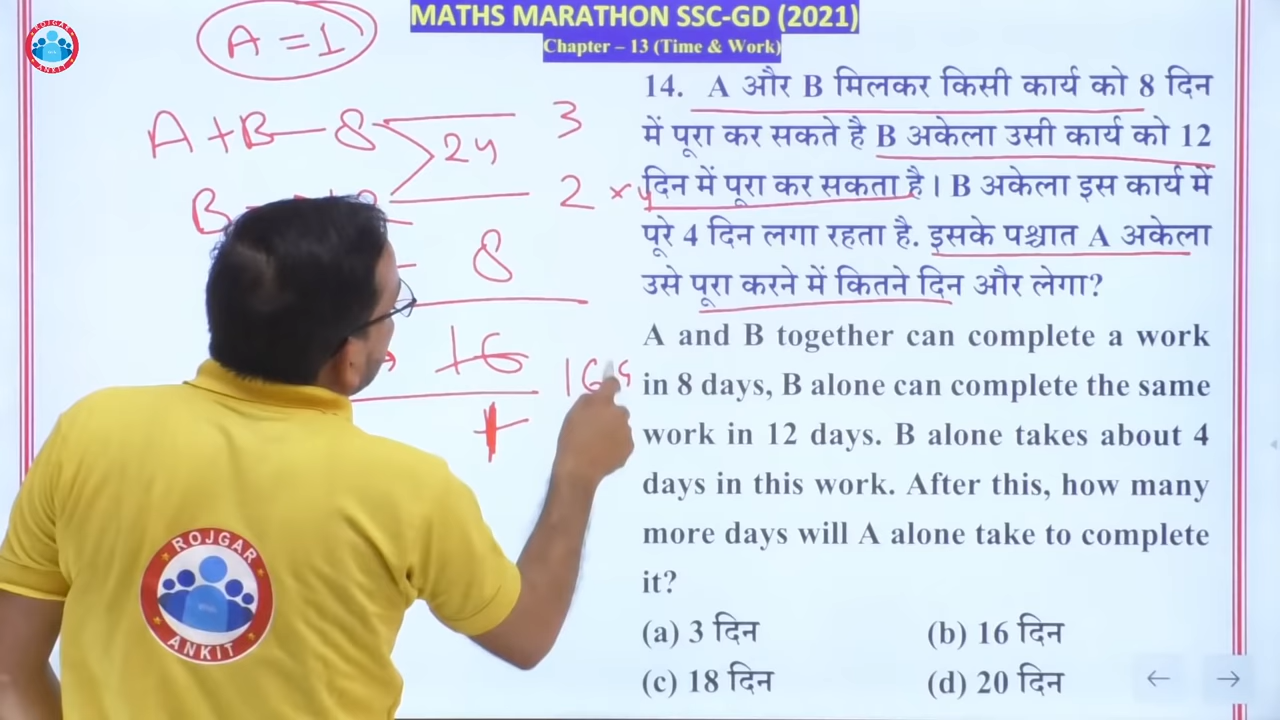 MATHS MARATHON SSC-GD (2021)
Chapter – 13 (Time & Work)
ROJGAR
ANKIT
A = 1
A + B — 8
24
3
B
2 ×4
8
16
16
1
14. A और B मिलकर किसी कार्य को 8 दिन
में पूरा कर सकते है B अकेला उसी कार्य को 12
दिन में पूरा कर सकता है। B अकेला इस कार्य में
पूरे 4 दिन लगा रहता है. इसके पश्चात A अकेला
उसे पूरा करने में कितने दिन और लेगा?
A and B together can complete a work
in 8 days, B alone can complete the same
work in 12 days. B alone takes about 4
days in this work. After this, how many
more days will A alone take to complete
it?
(a) 3 दिन
(b) 16 दिन
(c) 18 दिन
(d) 20 दिन
ROJGAR
ANKIT